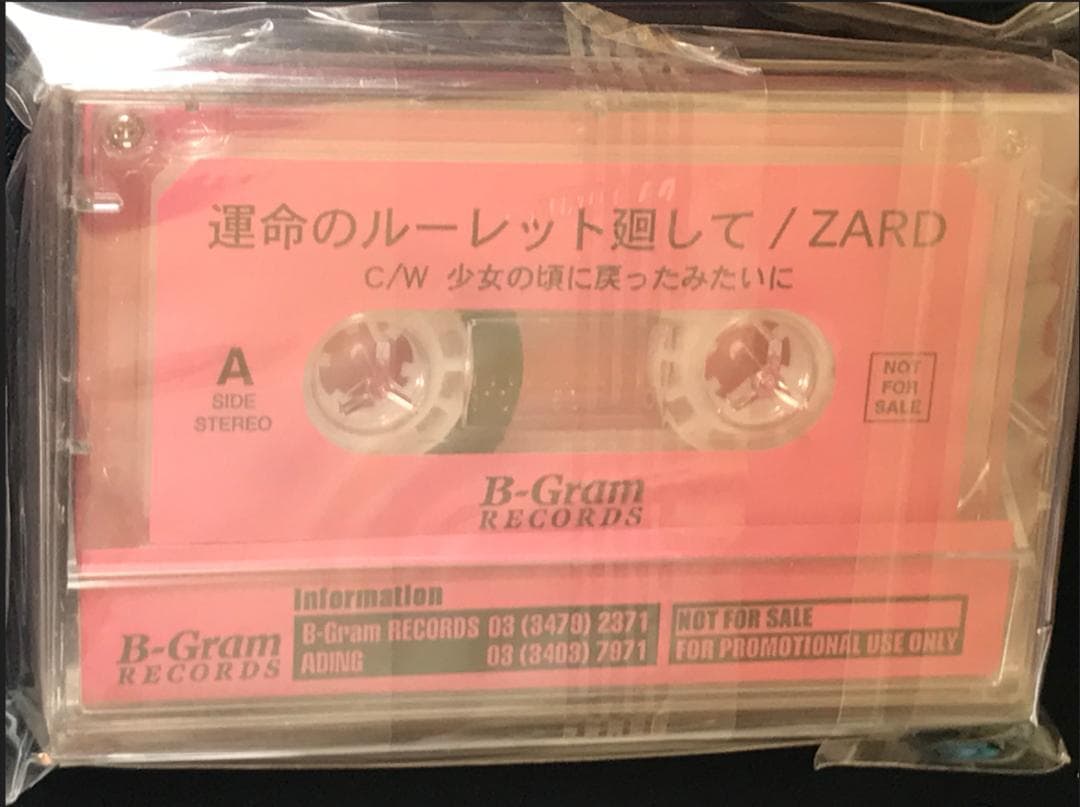 運命のルーレット廻して / ZARD
C/W 少女の頃に戻ったみたいに
A
SIDE
STEREO
NOT
FOR
SALE
B-Gram
RECORDS
B-Gram
RECORDS
Information
B-Gram RECORDS 03 (3479) 2371
ADING 03 (3403) 7971
NOT FOR SALE
FOR PROMOTIONAL USE ONLY